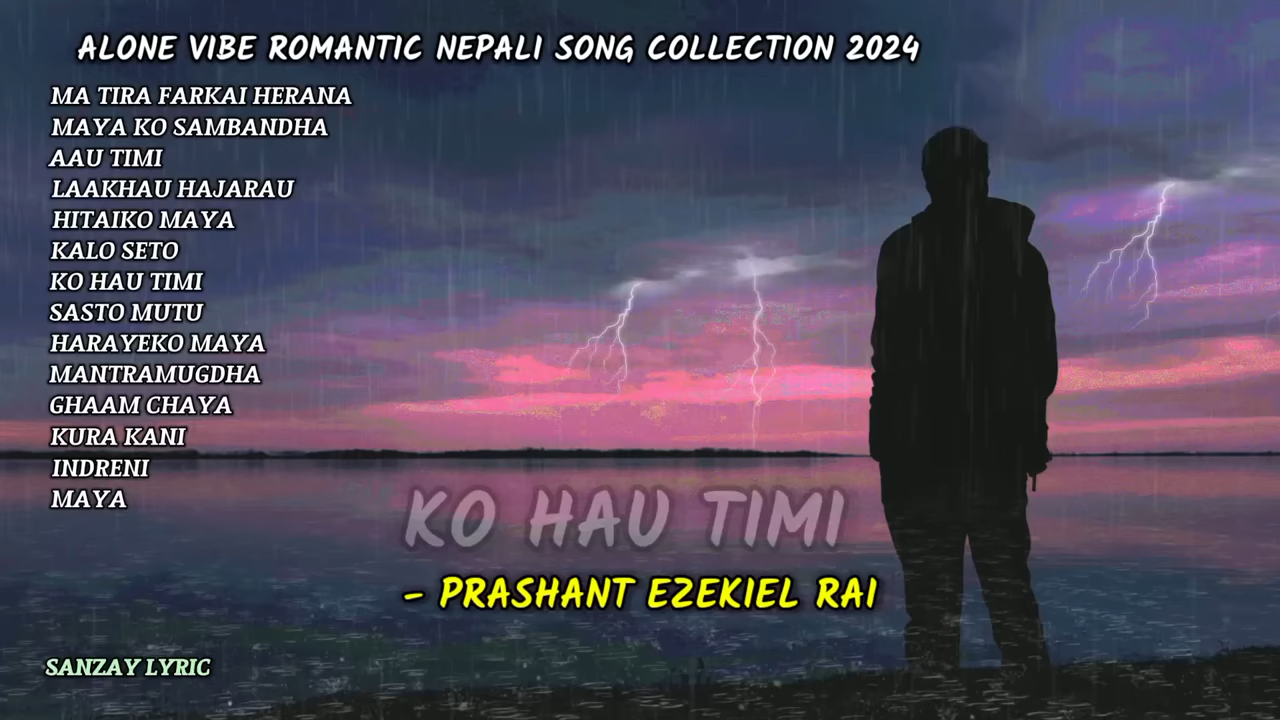 ALONE VIBE ROMANTIC NEPALI SONG COLLECTION 2024
MA TIRA FARKAI HERANA
MAYA KO SAMBANDHA
AAU TIMI
LAAKHAU HAJARAU
HITAIKO MAYA
KALO SETO
KO HAU TIMI
SASTO MUTU
HARAYEKO MAYA
MANTRAMUGDHA
GHAAM CHAYA
KURA KANI
INDRENI
MAYA
KO HAU TIMI
- PRASHANT EZEKIEL RAI
SANZAY LYRIC